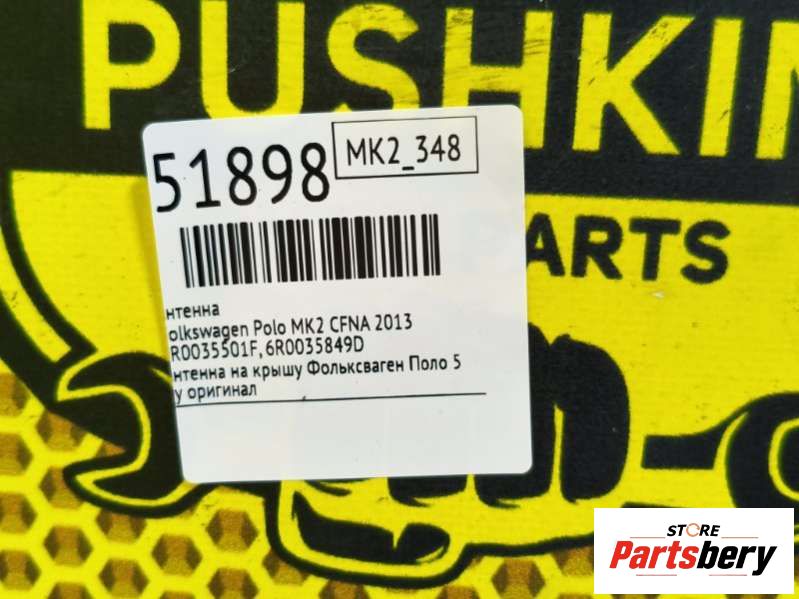 PUSHKIN
51898
MK2_348
ARTS
нтенна
olkswagen Polo MK2 CFNA 2013
R0035501F, 6R0035849D
нтенна на крышу Фольксваген Поло 5
у оригинал
STORE
Partsbery